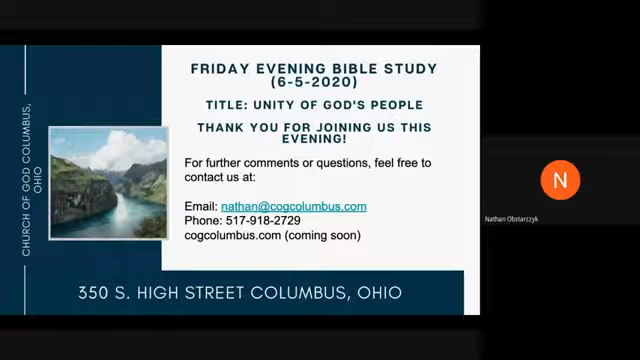 CHURCH OF GOD COLUMBUS,
OHIO
FRIDAY EVENING BIBLE STUDY
(6-5-2020)
TITLE: UNITY OF GOD'S PEOPLE
THANK YOU FOR JOINING US THIS
EVENING!
For further comments or questions, feel free to
contact us at:
Email: nathan@cogcolumbus.com
Phone: 517-918-2729
cogcolumbus.com (coming soon)
350 S. HIGH STREET COLUMBUS, OHIO
N
Nathan Obstarczyk